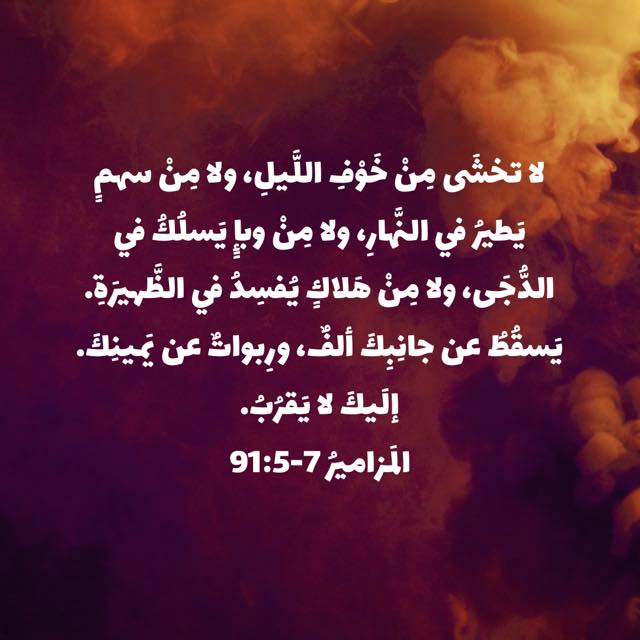 لا تخشَى مِنْ خَوْفِ اللَّيلِ، ولا مِنْ سهمٍ
يَطيرُ في النَّهارِ، ولا مِنْ وبإٍ يَسلُكُ في
الدُّجَى، ولا مِنْ هَلاكٍ يُفسِدُ في الظَّهيرَةِ.
يَسقُطُ عن جانِبِكَ ألفٌ، ورِبواتٌ عن يَمينِكَ.
إلَيكَ لا يَقرُبُ.
المَزاميرُ 7-91:5